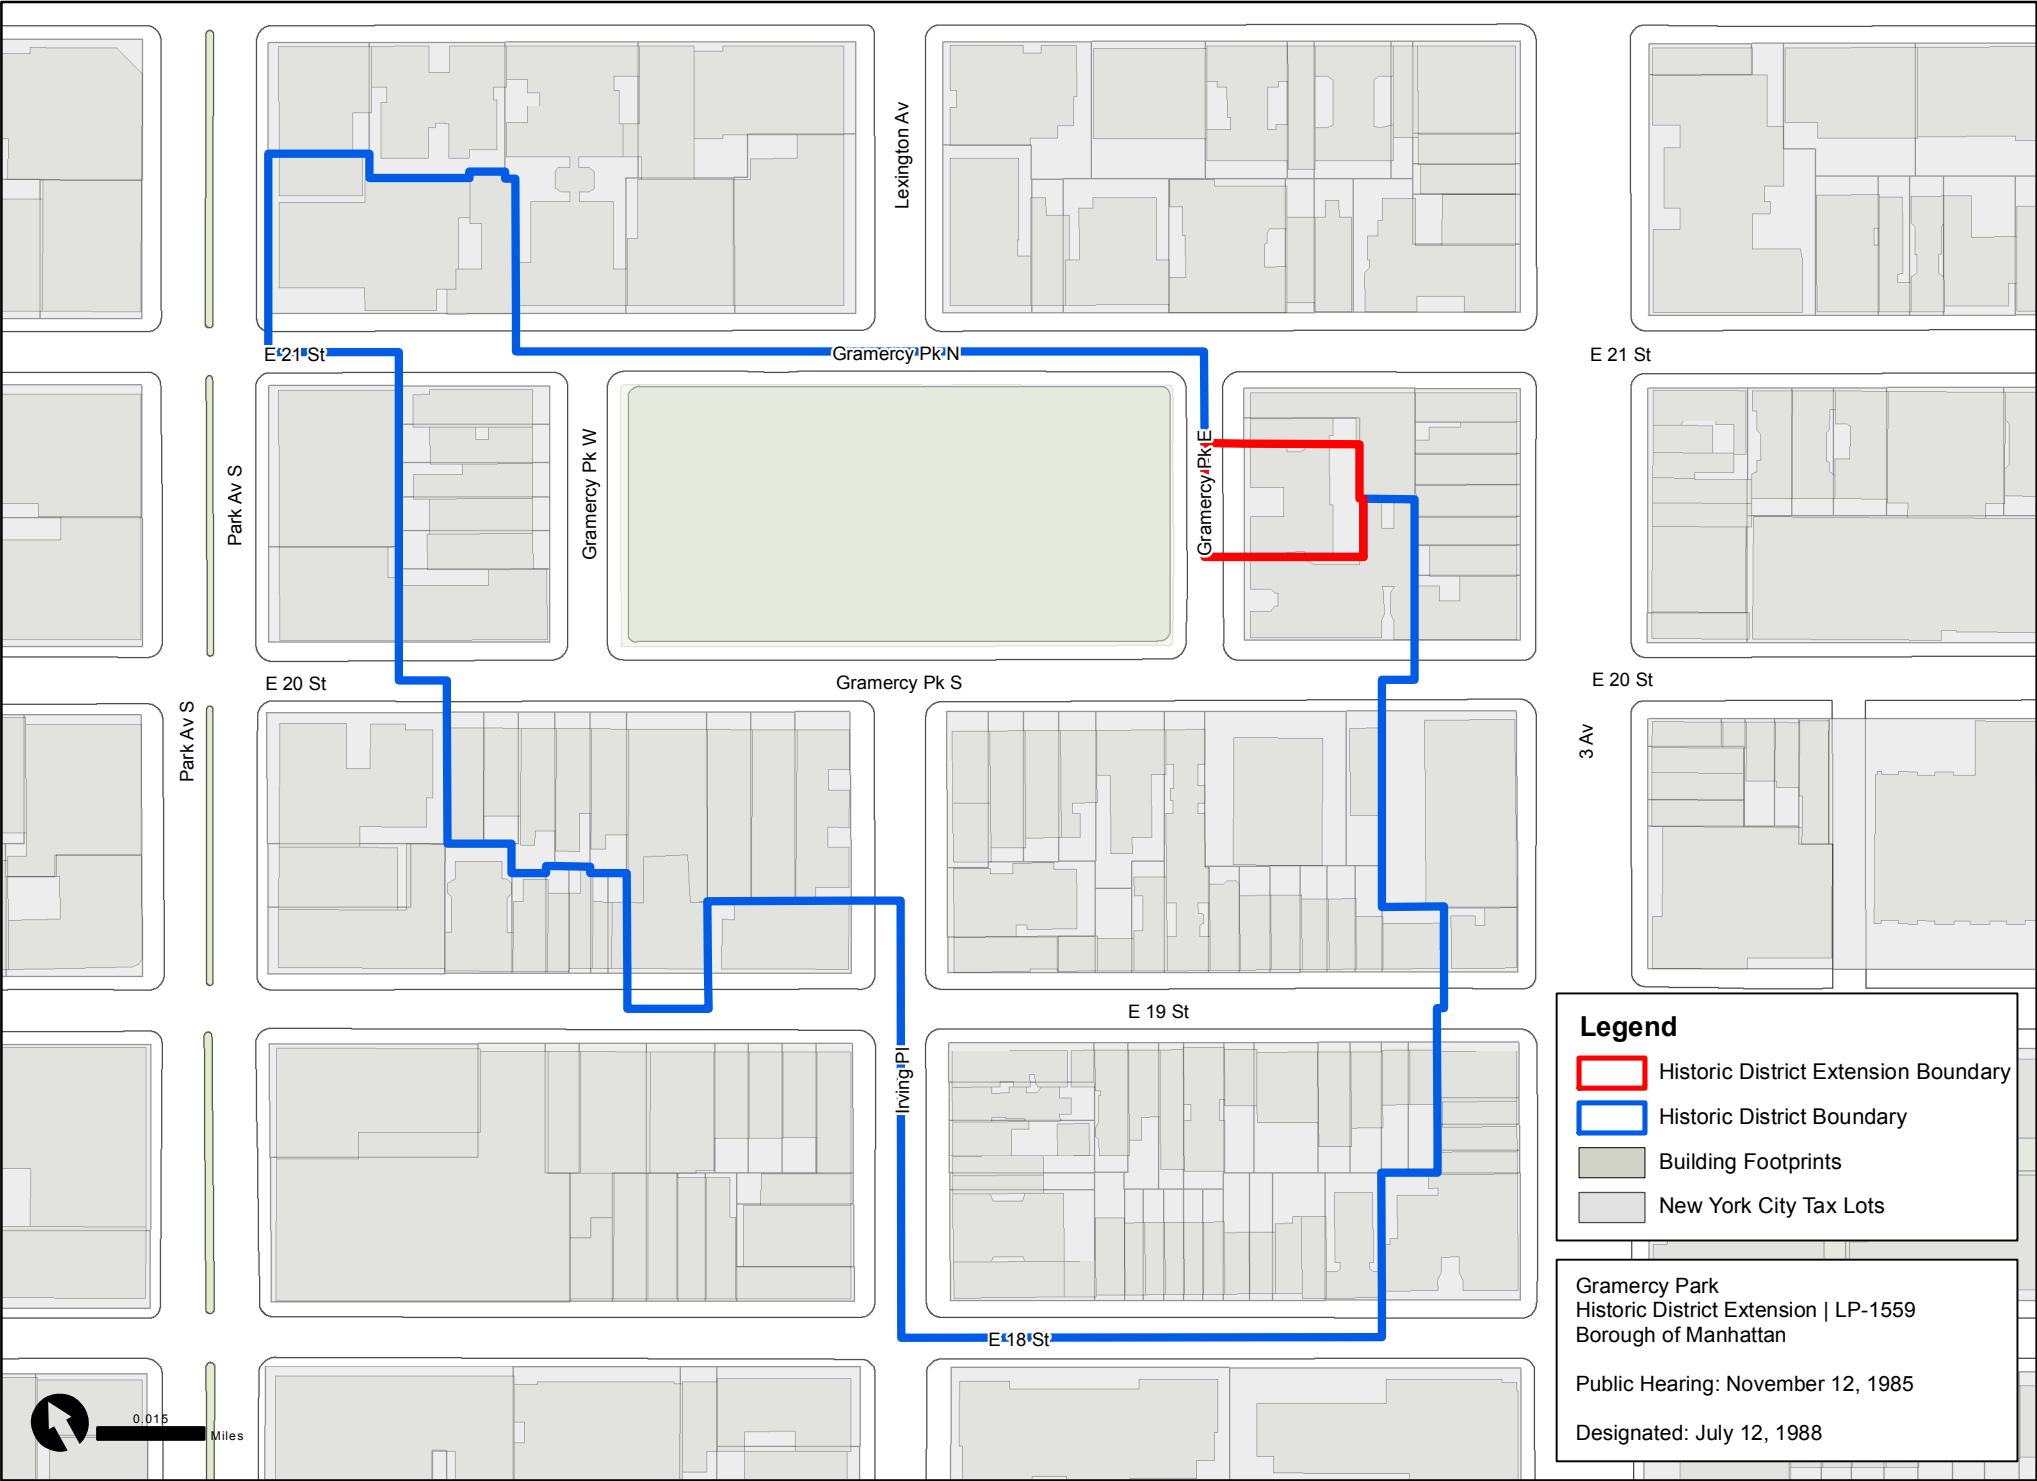 Lexington Av
E 21 St
Gramercy Pk N
E 21 St
Park Av S
Gramercy Pk W
Gramercy Pk E
E 20 St
Gramercy Pk S
E 20 St
Park Av S
3 Av
E 19 St
Irving Pl
E 18 St
Legend
Historic District Extension Boundary
Historic District Boundary
Building Footprints
New York City Tax Lots
Gramercy Park
Historic District Extension | LP-1559
Borough of Manhattan
Public Hearing: November 12, 1985
Designated: July 12, 1988
0.015
Miles